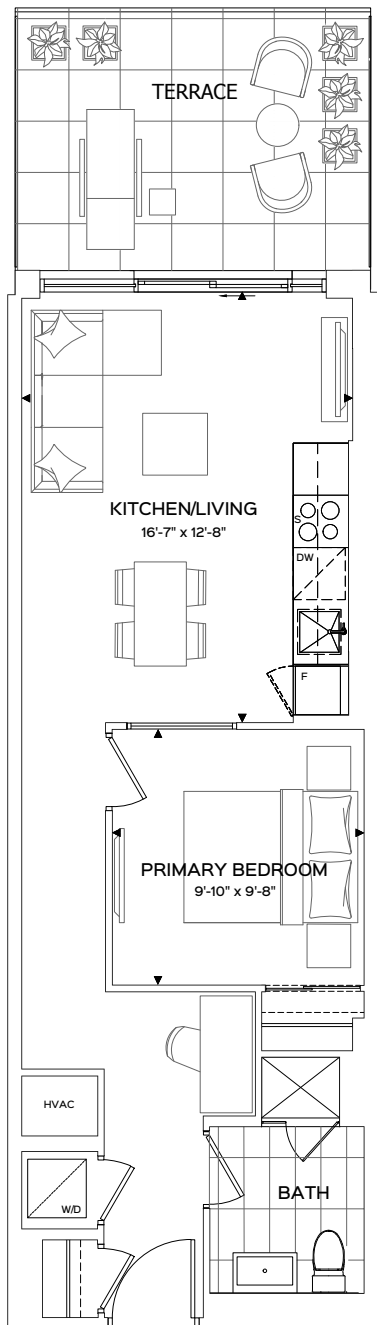 TERRACE
KITCHEN/LIVING
16'-7" x 12'-8"
S
DW
F
PRIMARY BEDROOM
9'-10" x 9'-8"
HVAC
W/D
BATH